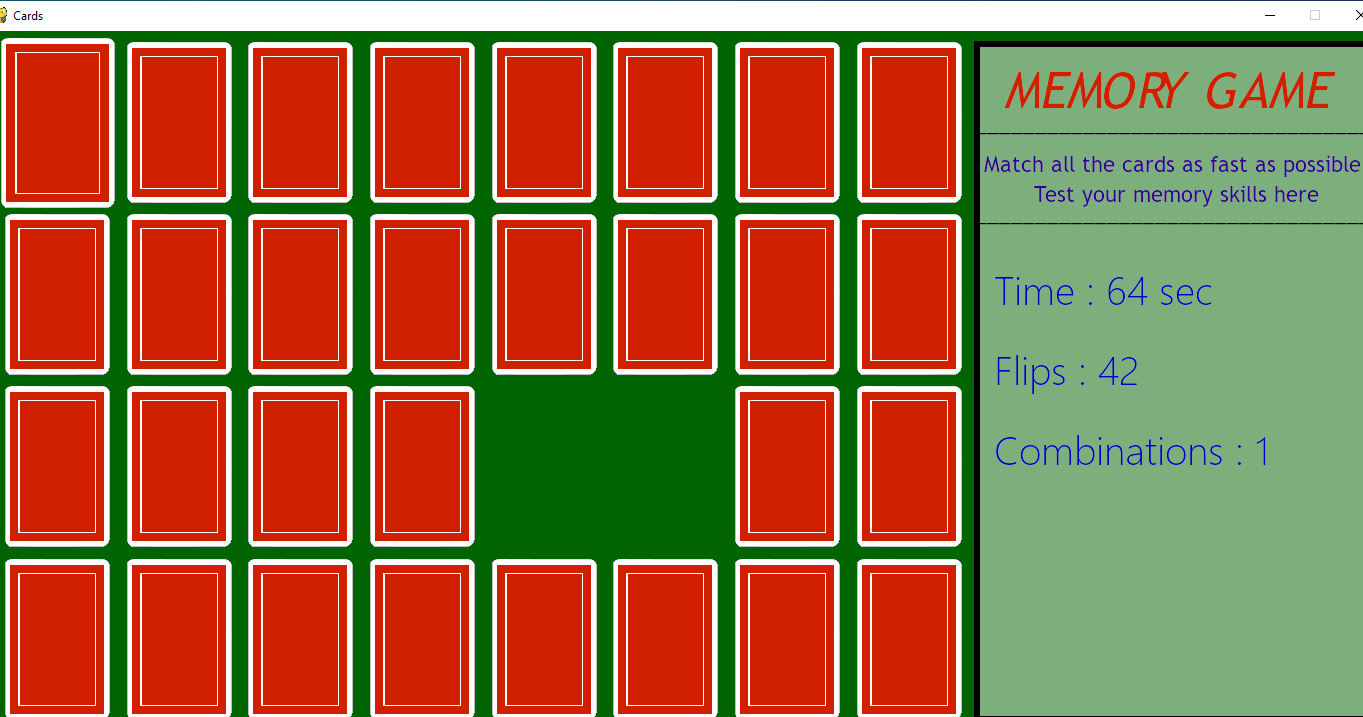 Cards
MEMORY GAME
Match all the cards as fast as possible
Test your memory skills here
Time : 64 sec
Flips : 42
Combinations : 1